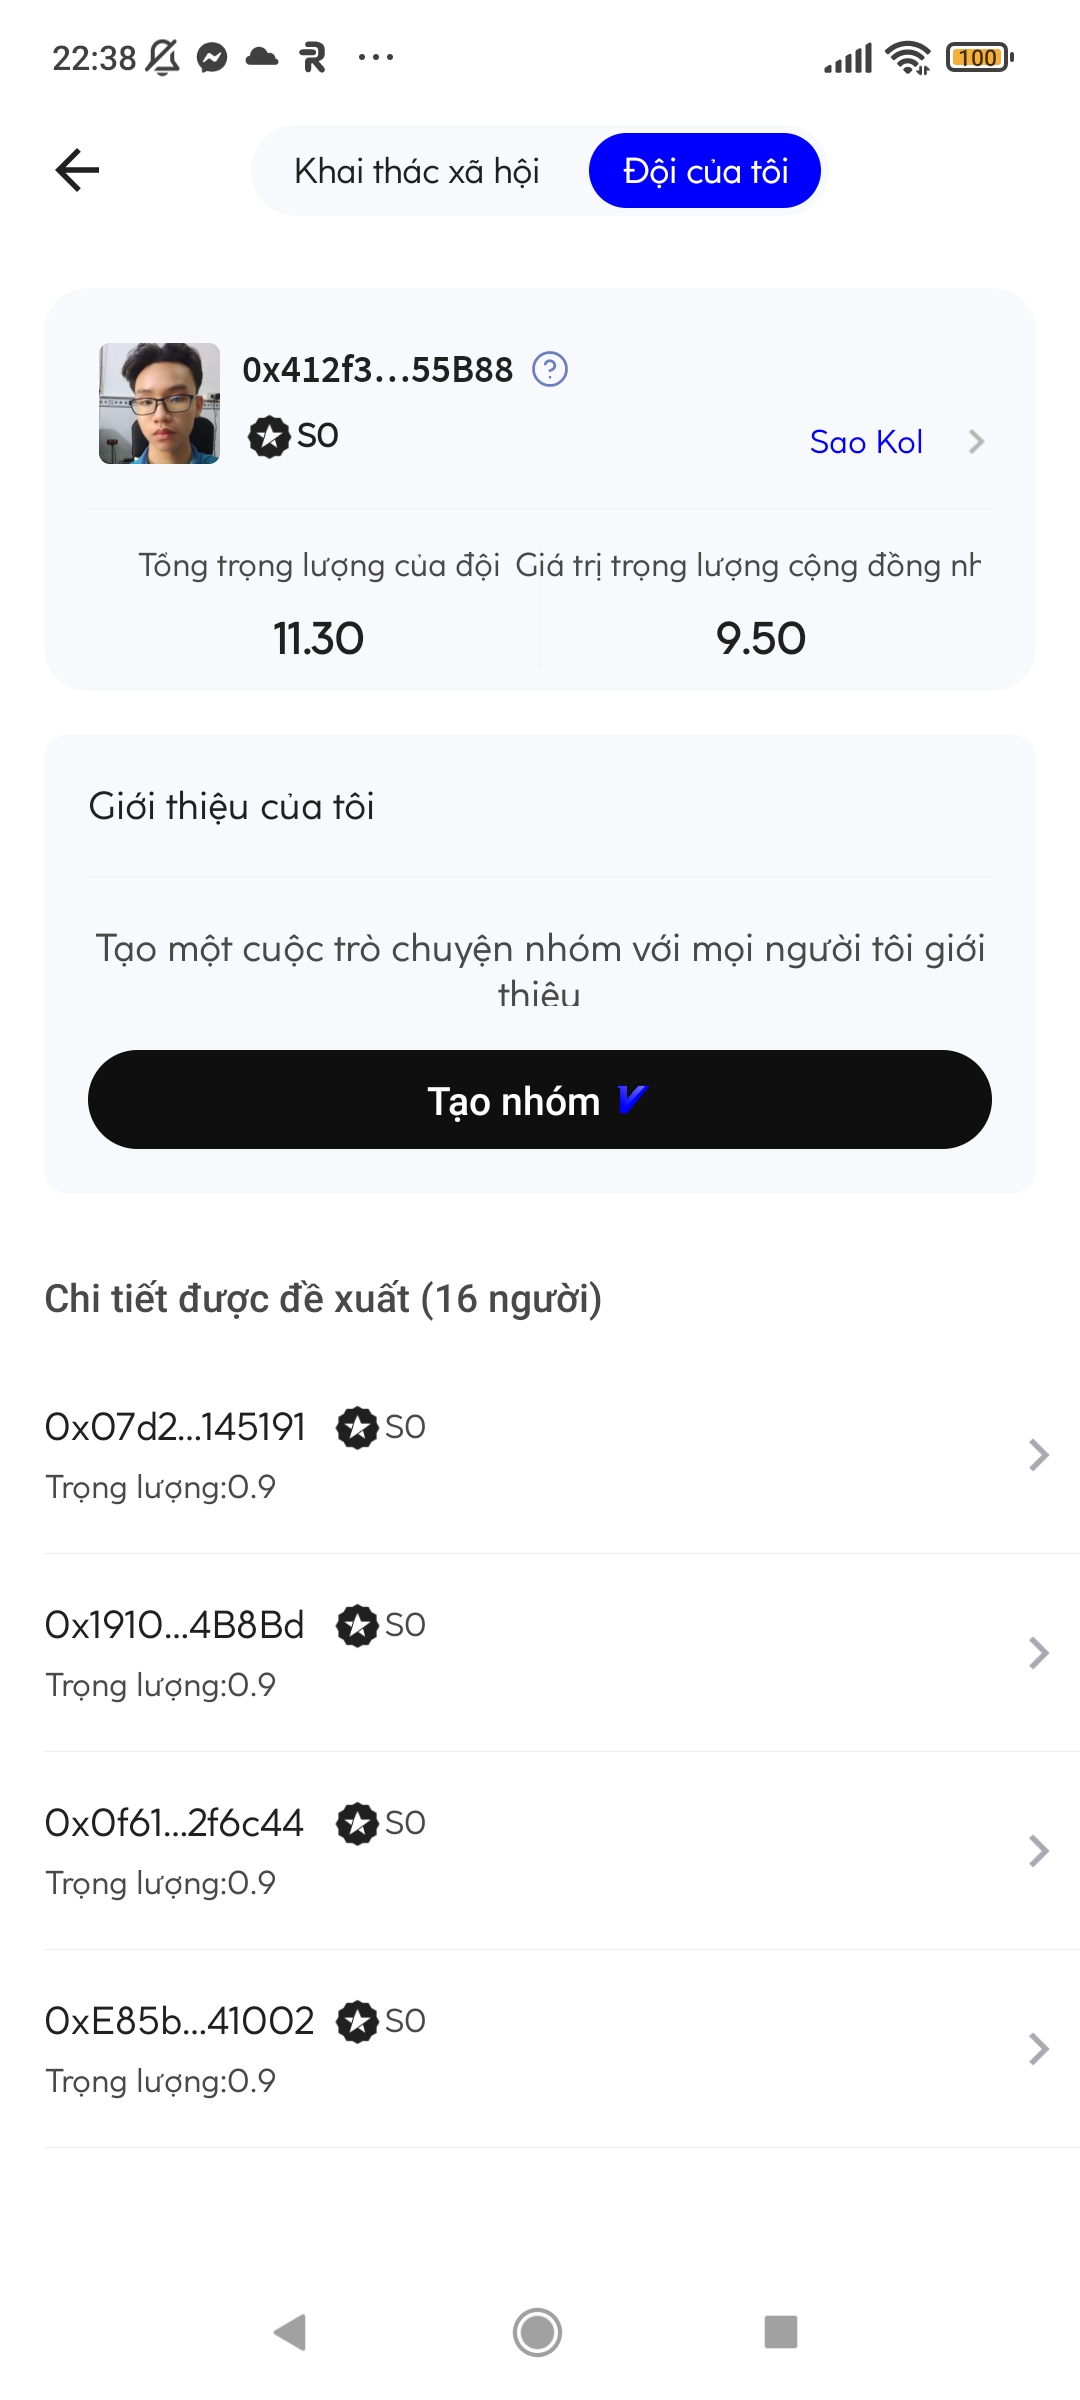 22:38
100
Khai thác xã hội
Đội của tôi
0x412f3...55B88
S0
Sao Kol
Tổng trọng lượng của đội
Giá trị trọng lượng cộng đồng nh
11.30
9.50
Giới thiệu của tôi
Tạo một cuộc trò chuyện nhóm với mọi người tôi giới
thiệu
Tạo nhóm
Chi tiết được đề xuất (16 người)
0x07d2...145191 S0
Trọng lượng:0.9
0x1910...4B8Bd S0
Trọng lượng:0.9
0x0f61...2f6c44 S0
Trọng lượng:0.9
0xE85b...41002 S0
Trọng lượng:0.9